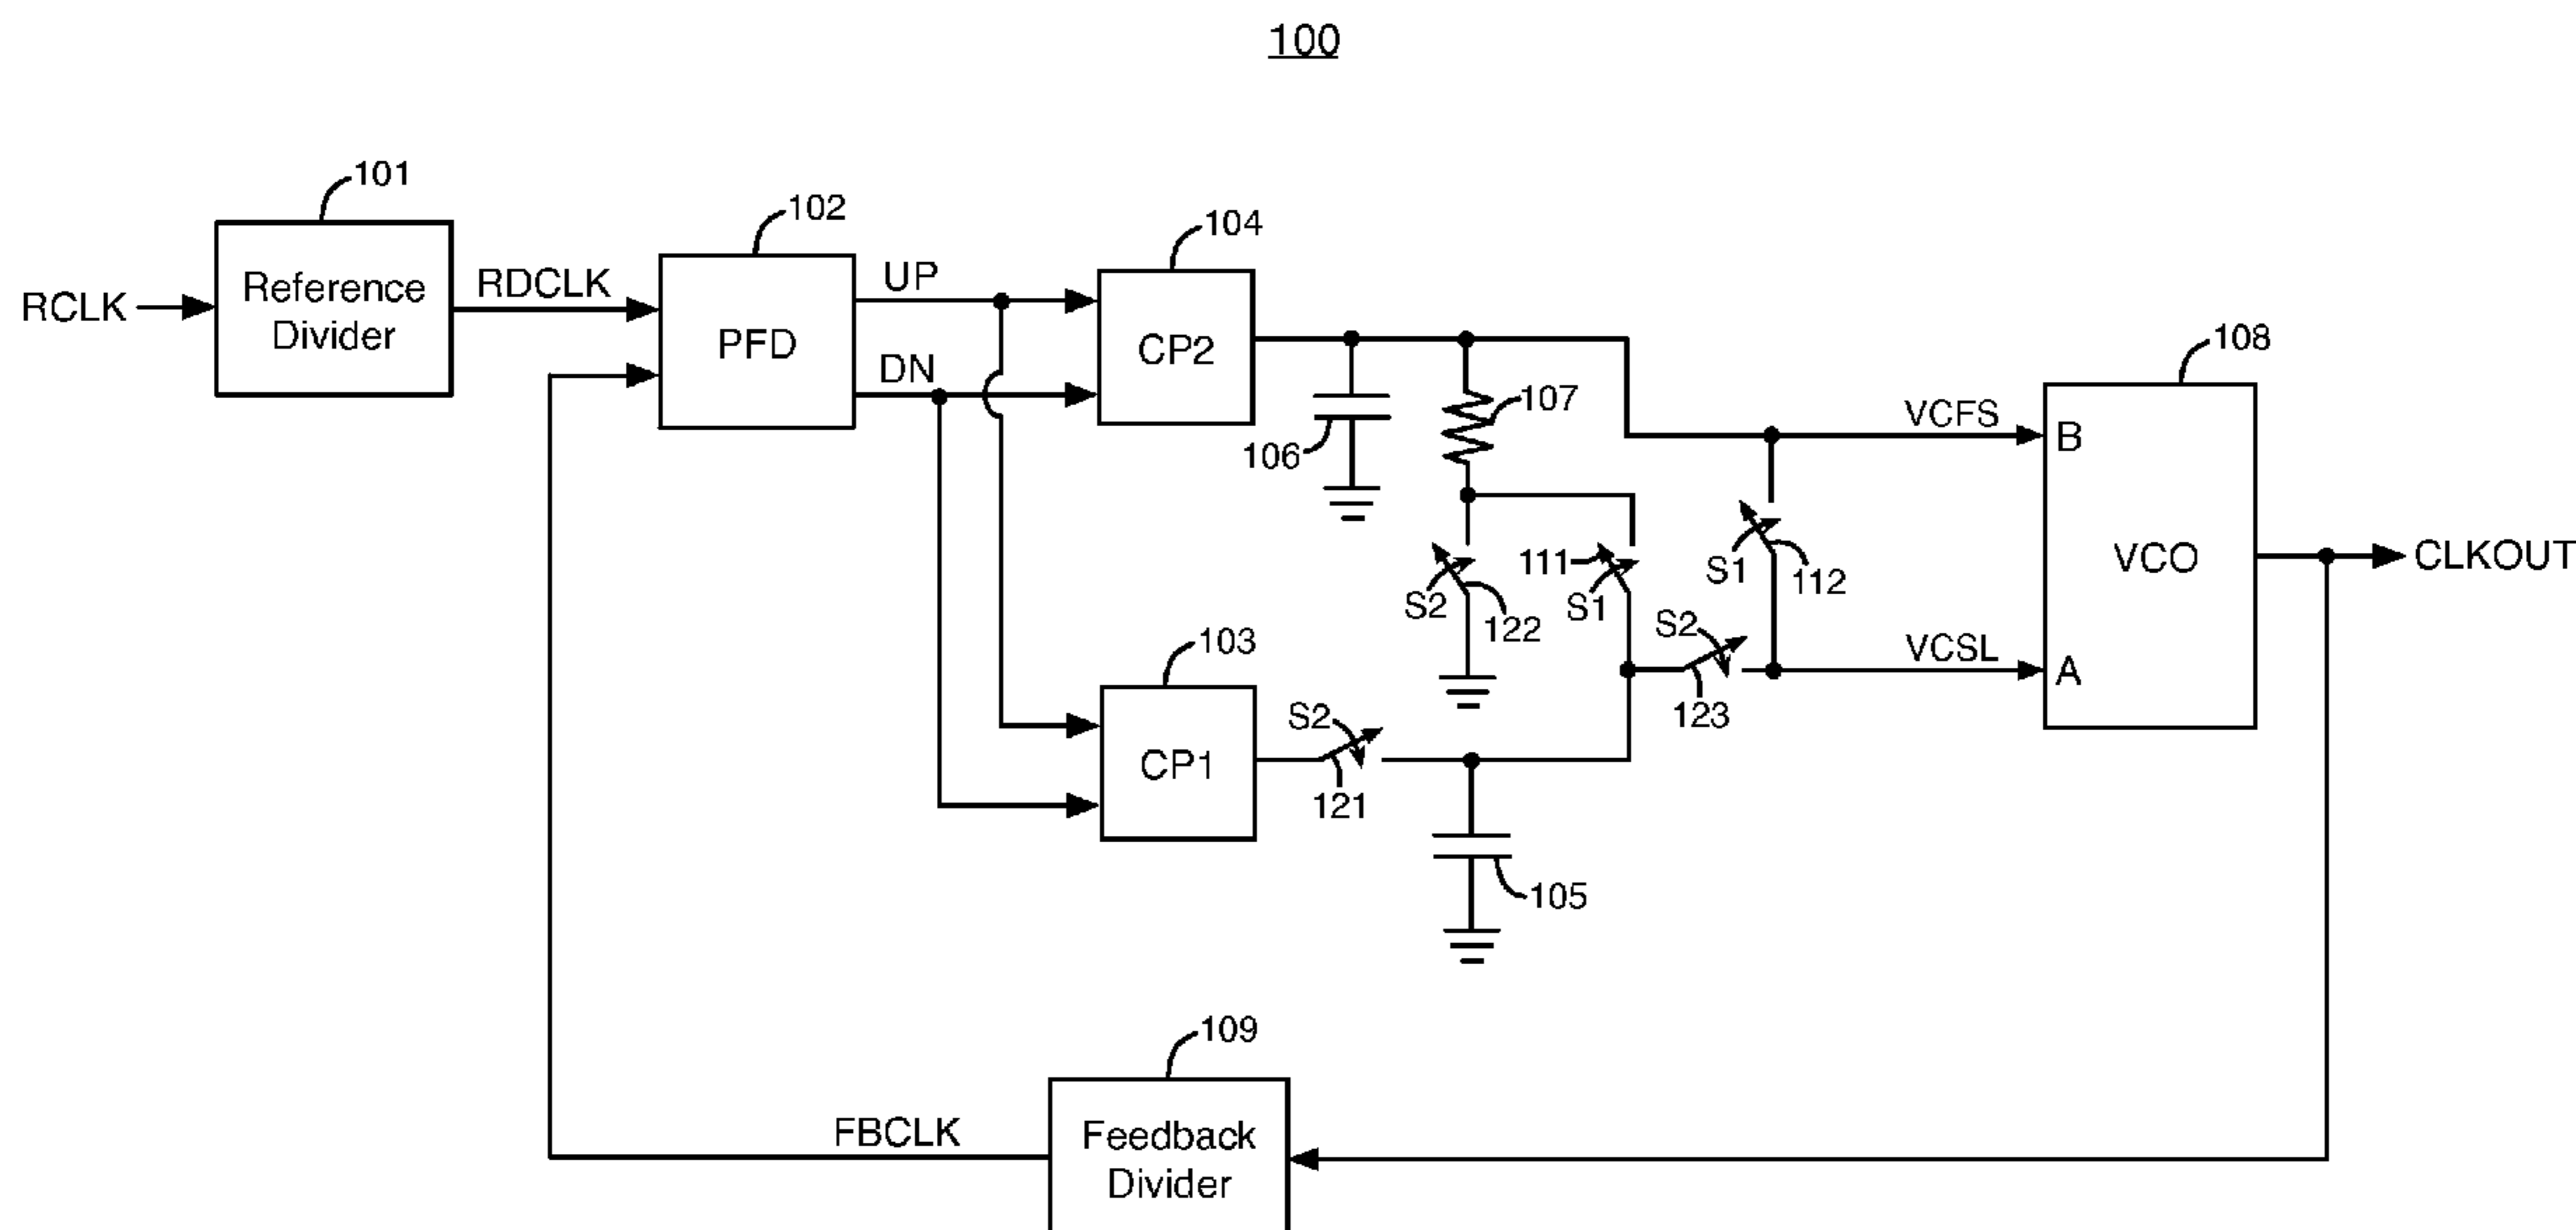 100
101
102
104
RCLK
Reference
Divider
RDCLK
PFD
UP
DN
CP2
106
107
108
VCFS
B
S1
112
VCO
CLKOUT
111
S1
S2
122
S2
123
VCSL
A
103
CP1
S2
121
105
109
FBCLK
Feedback
Divider